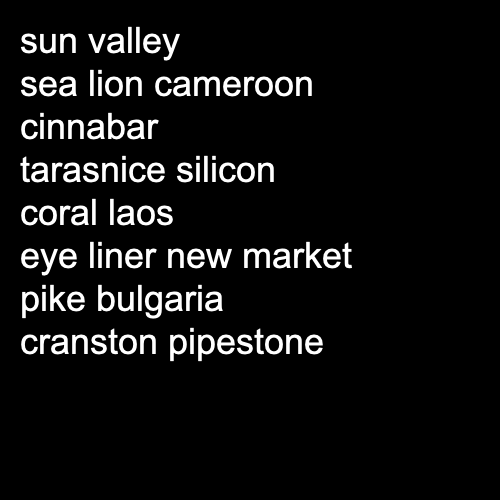 sun valley
sea lion cameroon
cinnabar
tarasnice silicon
coral laos
eye liner new market
pike bulgaria
cranston pipestone